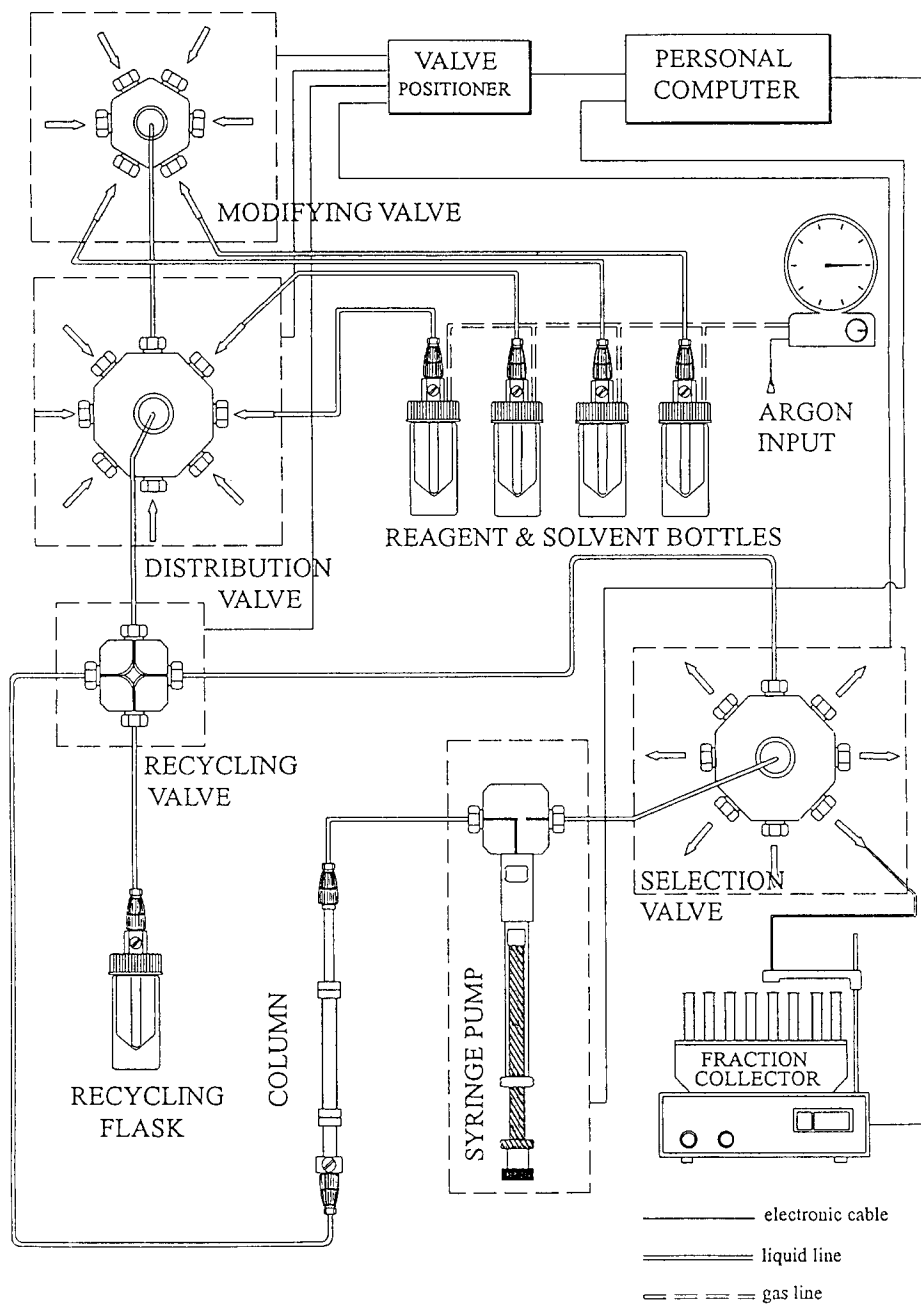 VALVE
POSITIONER
PERSONAL
COMPUTER
MODIFYING VALVE
ARGON
INPUT
REAGENT & SOLVENT BOTTLES
DISTRIBUTION
VALVE
RECYCLING
VALVE
SELECTION
VALVE
SYRINGE PUMP
COLUMN
RECYCLING
FLASK
FRACTION
COLLECTOR
electronic cable
liquid line
gas line